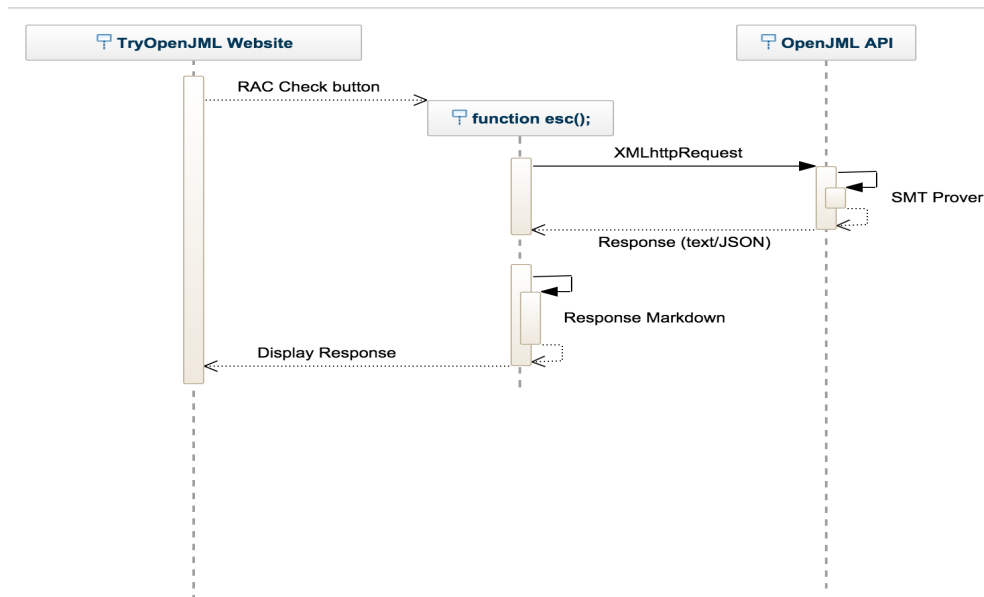 TryOpenJML Website
OpenJML API
RAC Check button
function esc();
XMLhttpRequest
SMT Prover
Response (text/JSON)
Response Markdown
Display Response